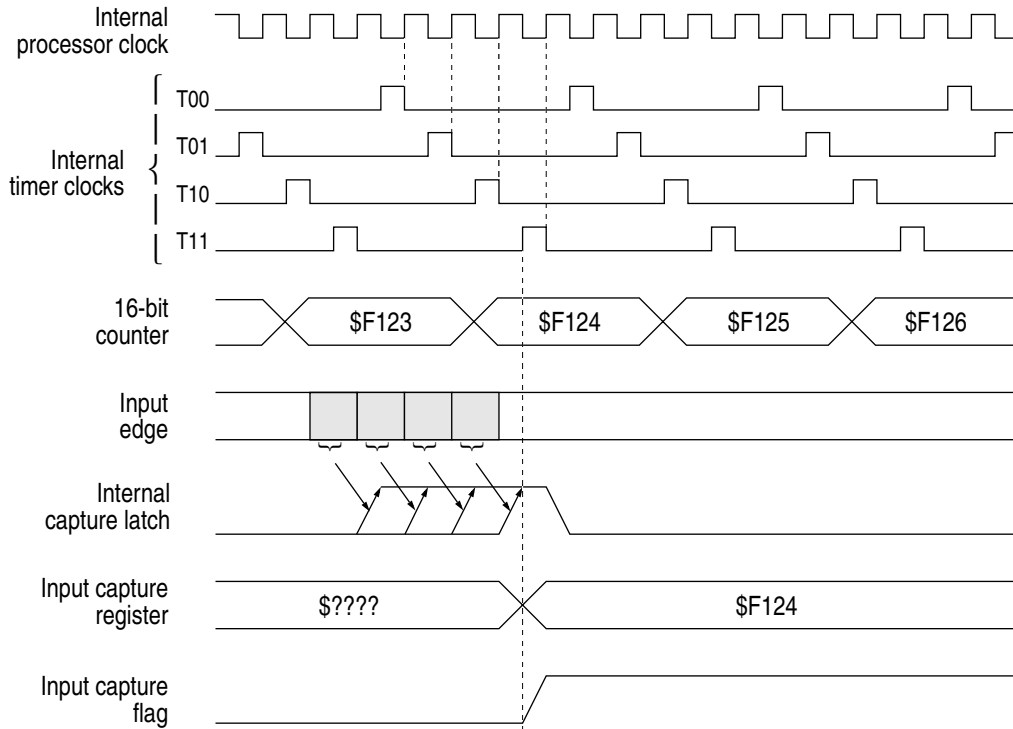 Internal
processor clock
Internal
timer clocks
T00
T01
T10
T11
16-bit
counter
$F123
$F124
$F125
$F126
Input
edge
Internal
capture latch
Input capture
register
$????
$F124
Input capture
flag